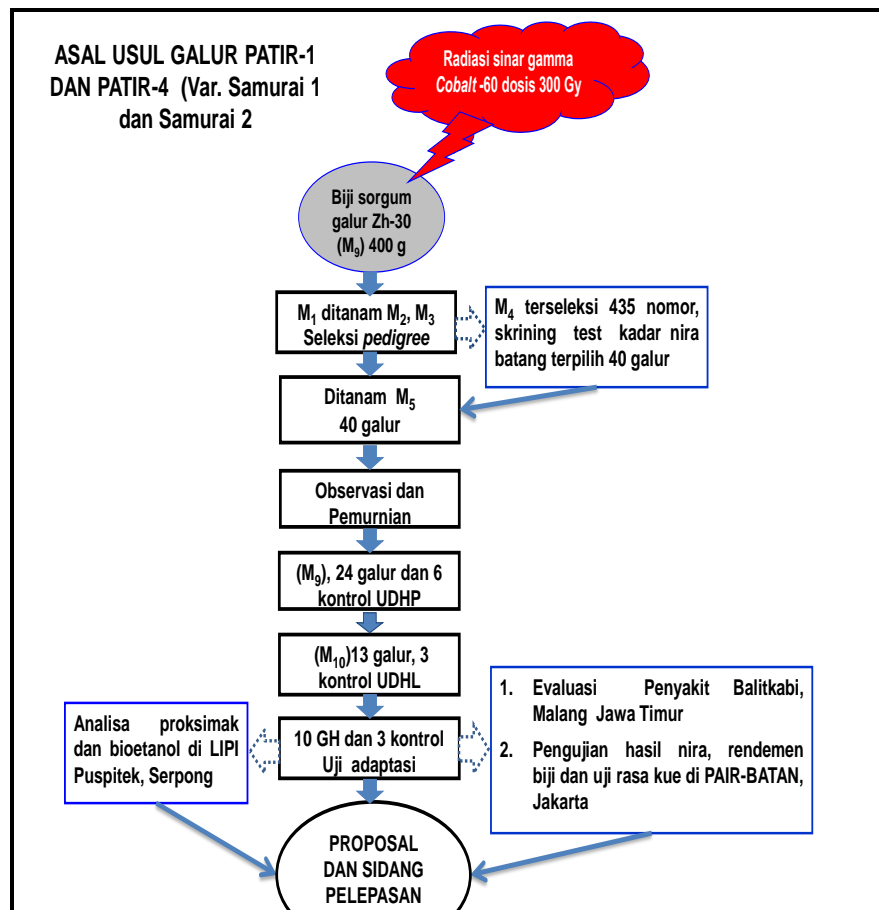 ASAL USUL GALUR PATIR-1
DAN PATIR-4 (Var. Samurai 1
dan Samurai 2
Radiasi sinar gamma
Cobalt -60 dosis 300 Gy
Biji sorgum
galur Zh-30
(M₉) 400 g
M₁ ditanam M₂, M₃
Seleksi pedigree
M₄ terseleksi 435 nomor,
skrining test kadar nira
batang terpilih 40 galur
Ditanam M₅
40 galur
Observasi dan
Pemurnian
(M₉), 24 galur dan 6
kontrol UDHP
(M₁₀)13 galur, 3
kontrol UDHL
Analisa proksimak
dan bioetanol di LIPI
Puspitek, Serpong
10 GH dan 3 kontrol
Uji adaptasi
1. Evaluasi Penyakit Balitkabi,
Malang Jawa Timur
2. Pengujian hasil nira, rendemen
biji dan uji rasa kue di PAIR-BATAN,
Jakarta
PROPOSAL
DAN SIDANG
PELEPASAN